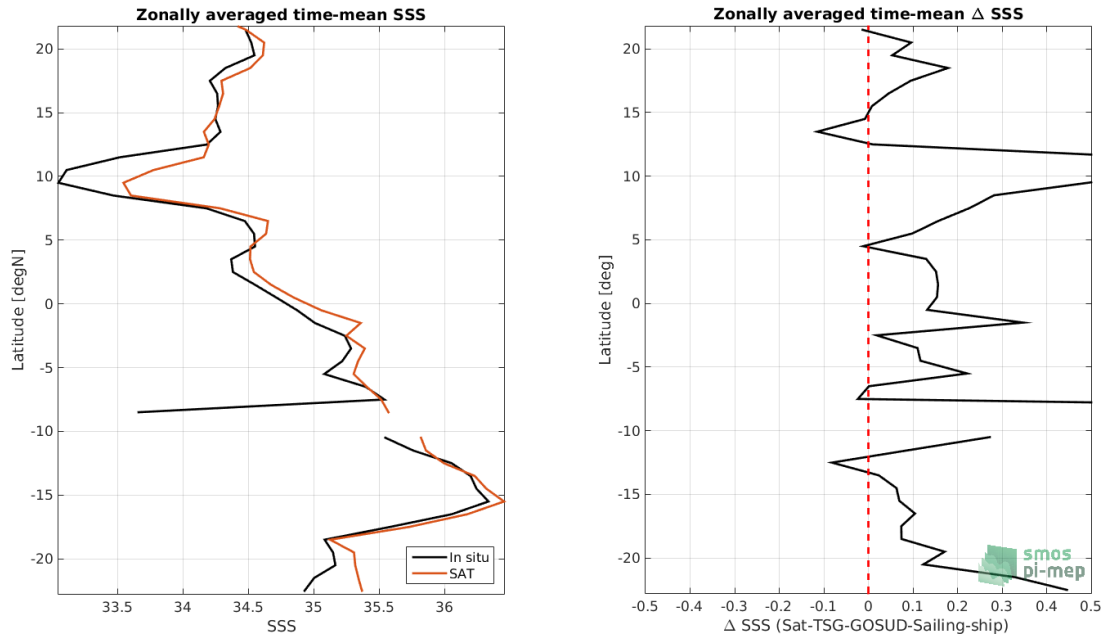 Zonally averaged time-mean SSS
20
15
10
5
0
-5
-10
-15
-20
Latitude [degN]
33.5 34 34.5 35 35.5 36
SSS
In situ
SAT
Zonally averaged time-mean Δ SSS
20
15
10
5
0
-5
-10
-15
-20
Latitude [deg]
-0.5 -0.4 -0.3 -0.2 -0.1 0 0.1 0.2 0.3 0.4 0.5
Δ SSS (Sat-TSG-GOSUD-Sailing-ship)
smos
pi-mep